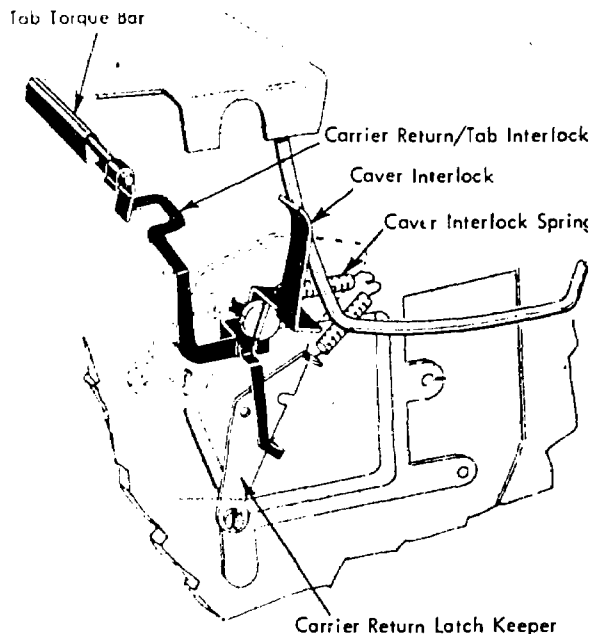 Tab Torque Bar
Carrier Return/Tab Interlock
Caver Interlock
Caver Interlock Spring
Carrier Return Latch Keeper